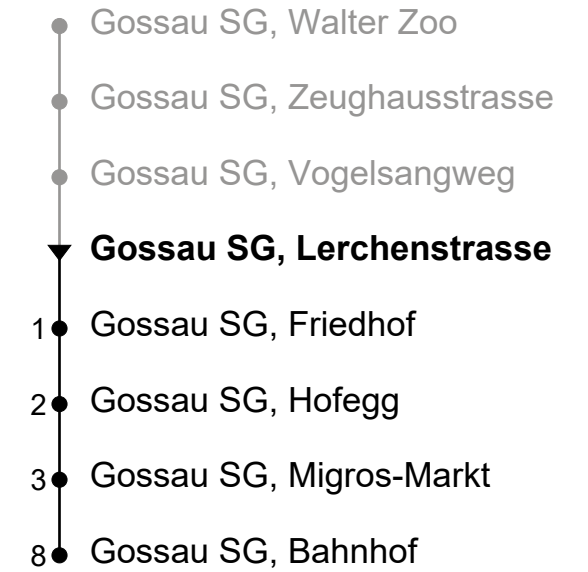 Gossau SG, Walter Zoo
Gossau SG, Zeughausstrasse
Gossau SG, Vogelsangweg
Gossau SG, Lerchenstrasse
1 Gossau SG, Friedhof
2 Gossau SG, Hofegg
3 Gossau SG, Migros-Markt
8 Gossau SG, Bahnhof